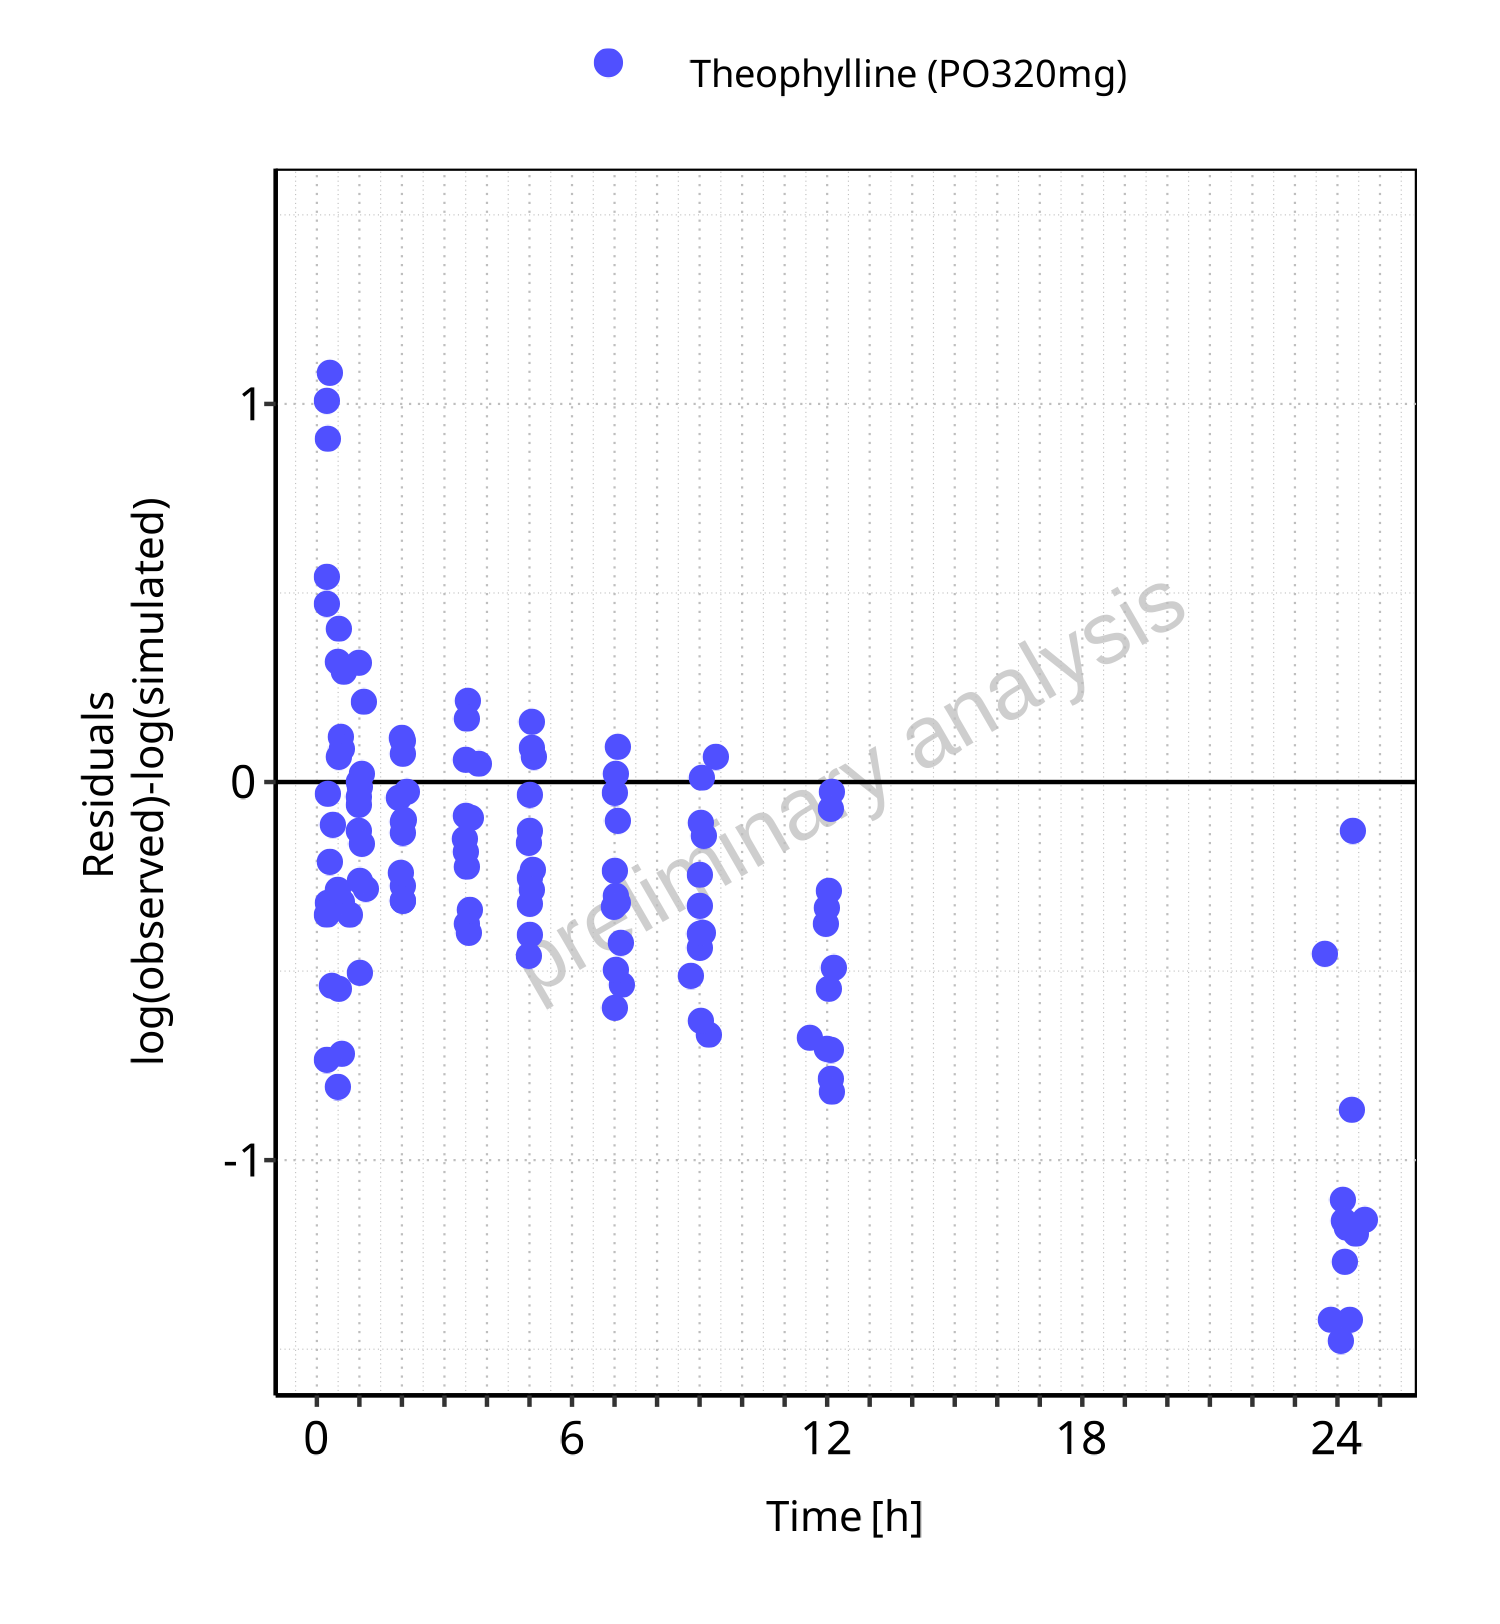 Theophylline (PO320mg)
Residuals
log(observed)-log(simulated)
1
0
-1
preliminary analysis
0 6 12 18 24
Time [h]